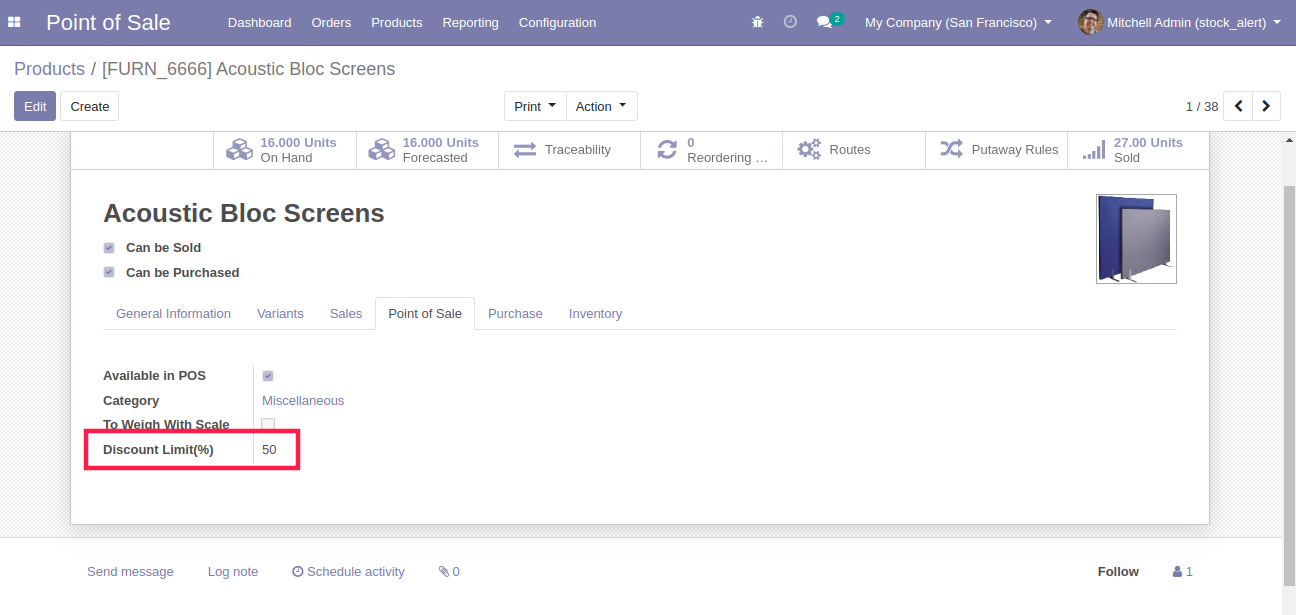 Point of Sale Dashboard Orders Products Reporting Configuration 2 My Company (San Francisco) Mitchell Admin (stock_alert)
Products / [FURN_6666] Acoustic Bloc Screens
Edit Create Print Action 1 / 38
16.000 Units
On Hand
16.000 Units
Forecasted
Traceability
0
Reordering ...
Routes
Putaway Rules
27.00 Units
Sold
Acoustic Bloc Screens
Can be Sold
Can be Purchased
General Information Variants Sales Point of Sale Purchase Inventory
Available in POS
Category Miscellaneous
To Weigh With Scale
Discount Limit(%) 50
Send message Log note Schedule activity 0 Follow 1